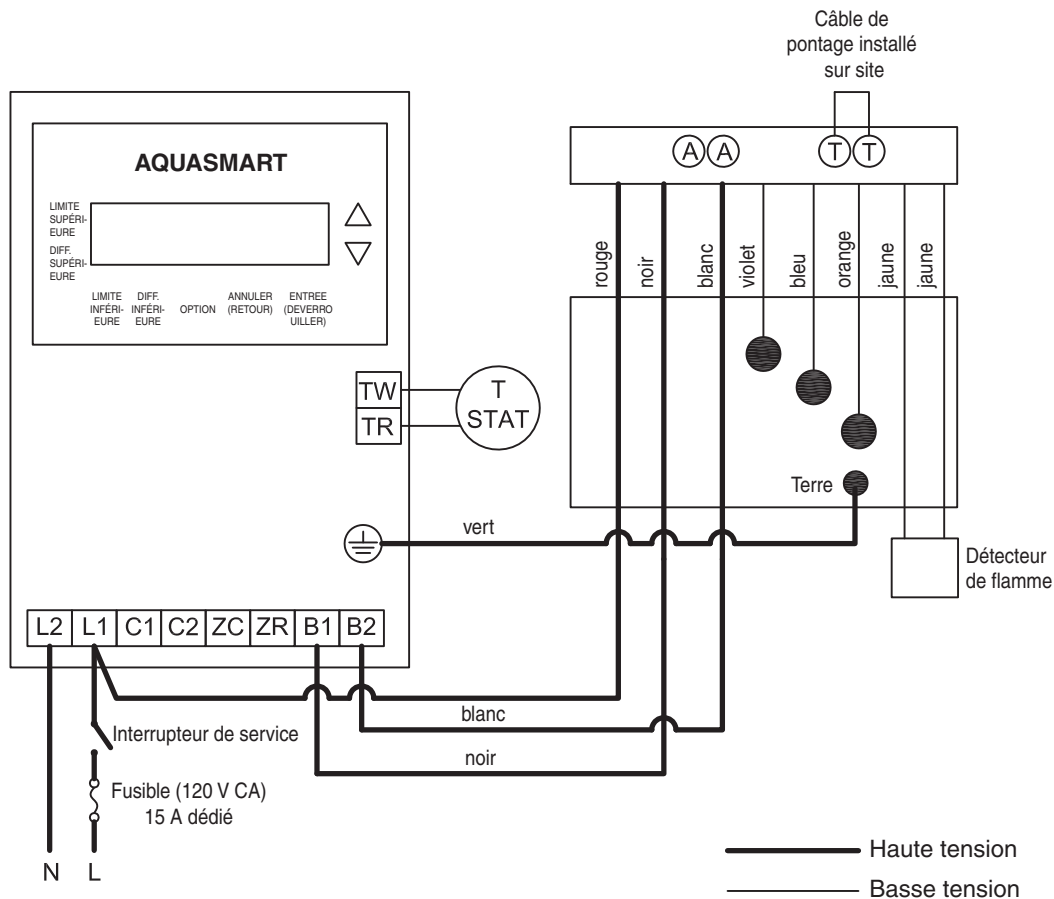 Câble de
pontage installé
sur site
A A T T
AQUASMART
LIMITE
SUPÉRI-
EURE
DIFF.
SUPÉRI-
EURE
LIMITE
INFÉRI-
EURE
DIFF.
INFÉRI-
EURE
OPTION
ANNULER
(RETOUR)
ENTREE
(DEVERRO
UILLER)
rouge
noir
blanc
violet
bleu
orange
jaune
jaune
TW
TR
T
STAT
Terre
vert
Détecteur
de flamme
L2 L1 C1 C2 ZC ZR B1 B2
blanc
noir
Interrupteur de service
Fusible (120 V CA)
15 A dédié
N L
Haute tension
Basse tension